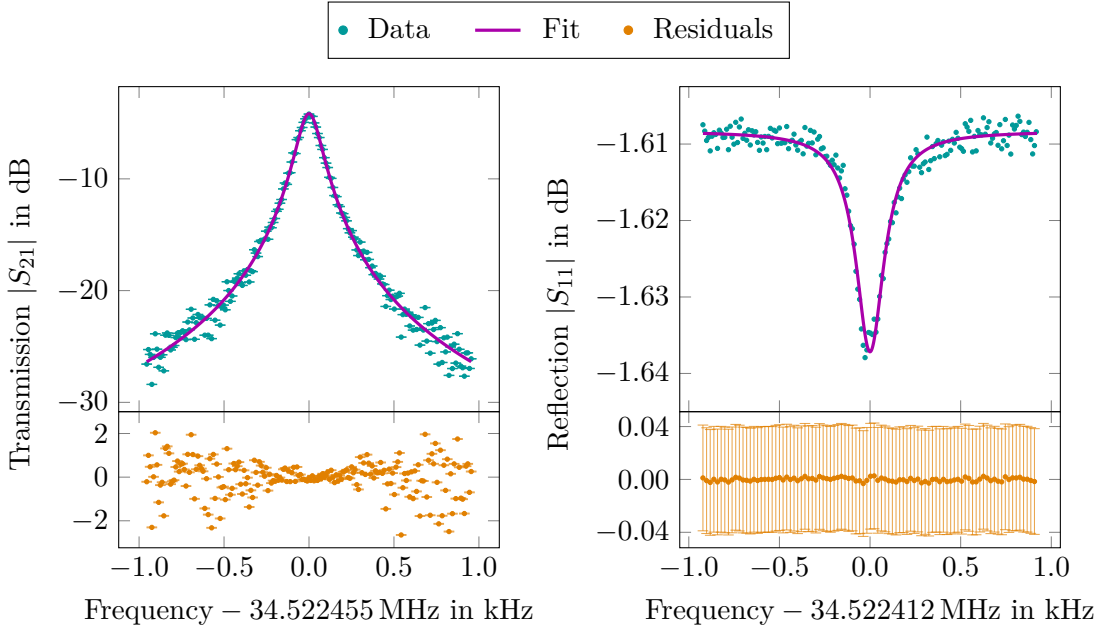 Data Fit Residuals
Transmission |S21| in dB
−10
−20
−30
2
0
−2
−1.0 −0.5 0.0 0.5 1.0
Frequency − 34.522455 MHz in kHz
Reflection |S11| in dB
−1.61
−1.62
−1.63
−1.64
0.04
0.00
−0.04
−1.0 −0.5 0.0 0.5 1.0
Frequency − 34.522412 MHz in kHz